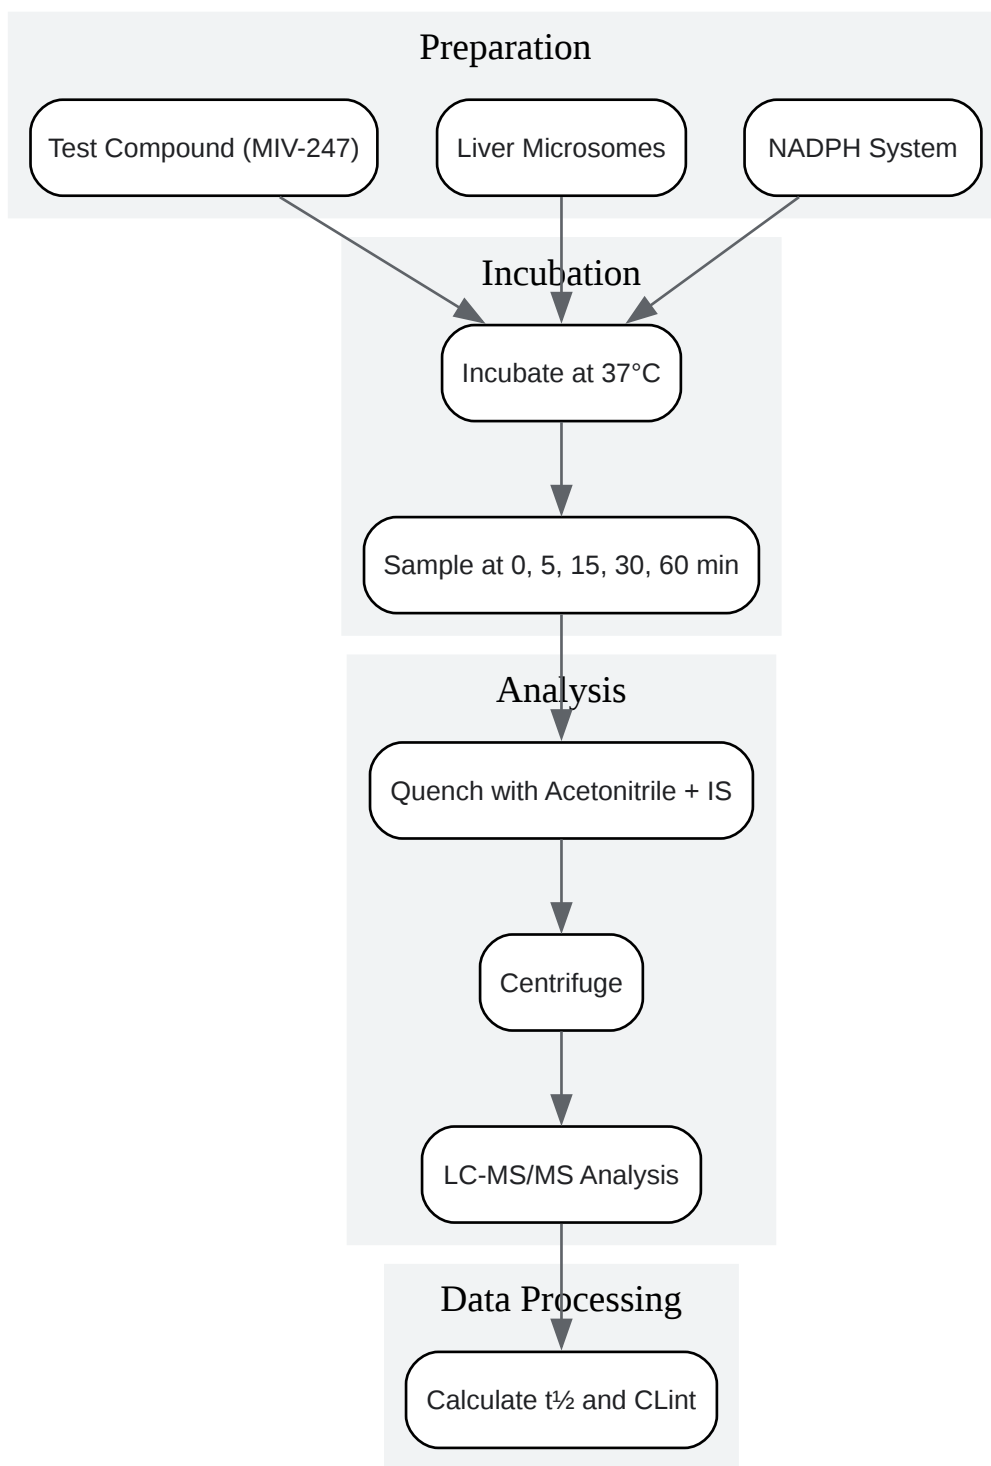 Preparation
Test Compound (MIV-247)
Liver Microsomes
NADPH System
Incubation
Incubate at 37°C
Sample at 0, 5, 15, 30, 60 min
Analysis
Quench with Acetonitrile + IS
Centrifuge
LC-MS/MS Analysis
Data Processing
Calculate t½ and CLint